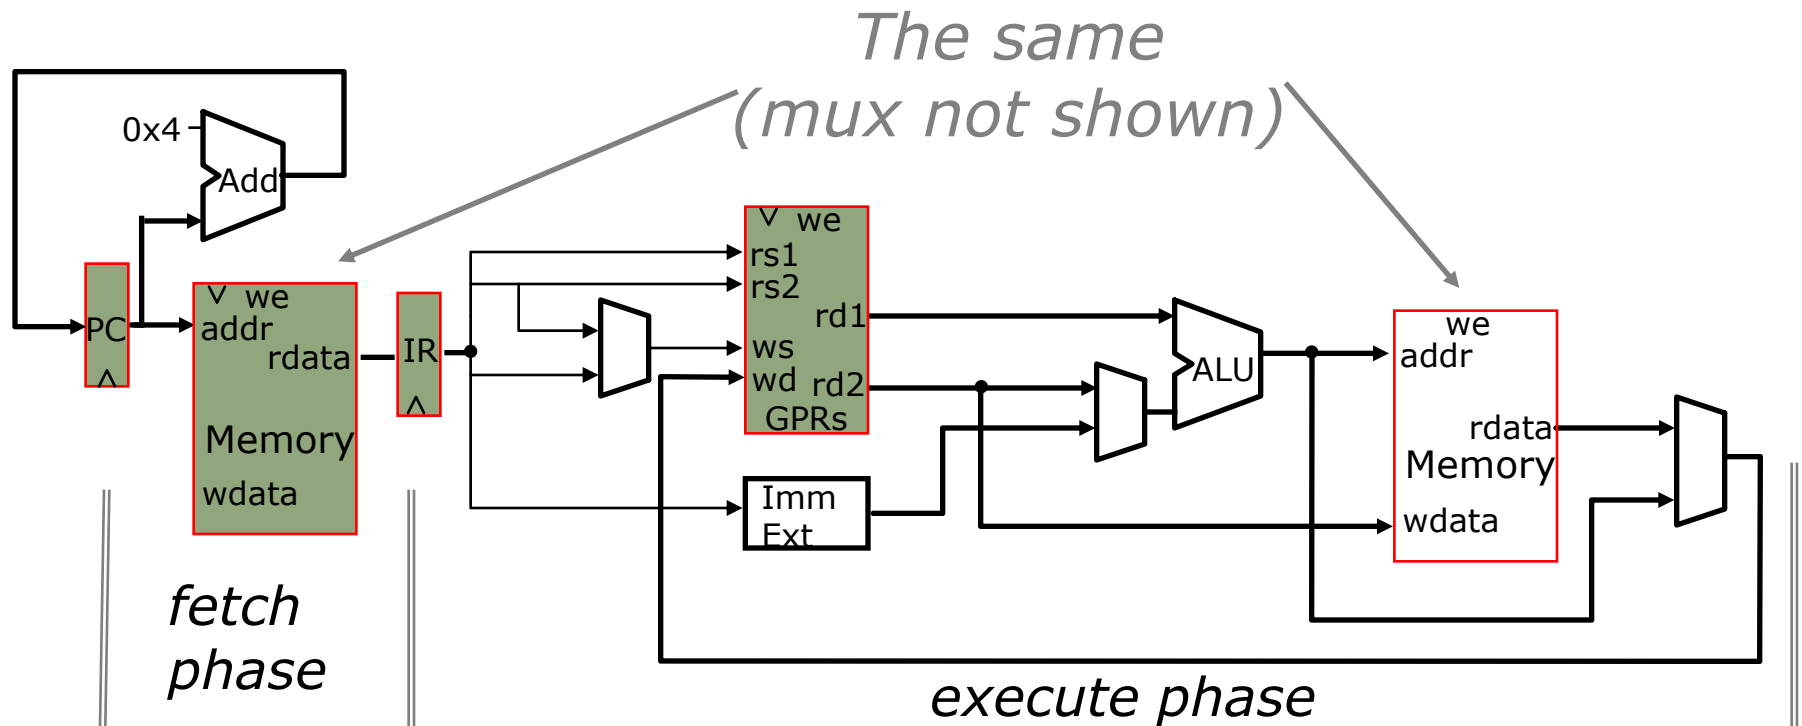 The same
(mux not shown)
0x4
Add
PC
we
addr
rdata
Memory
wdata
IR
we
rs1
rs2
rd1
ws
wd rd2
GPRs
Imm
Ext
ALU
we
addr
rdata
Memory
wdata
fetch
phase
execute phase